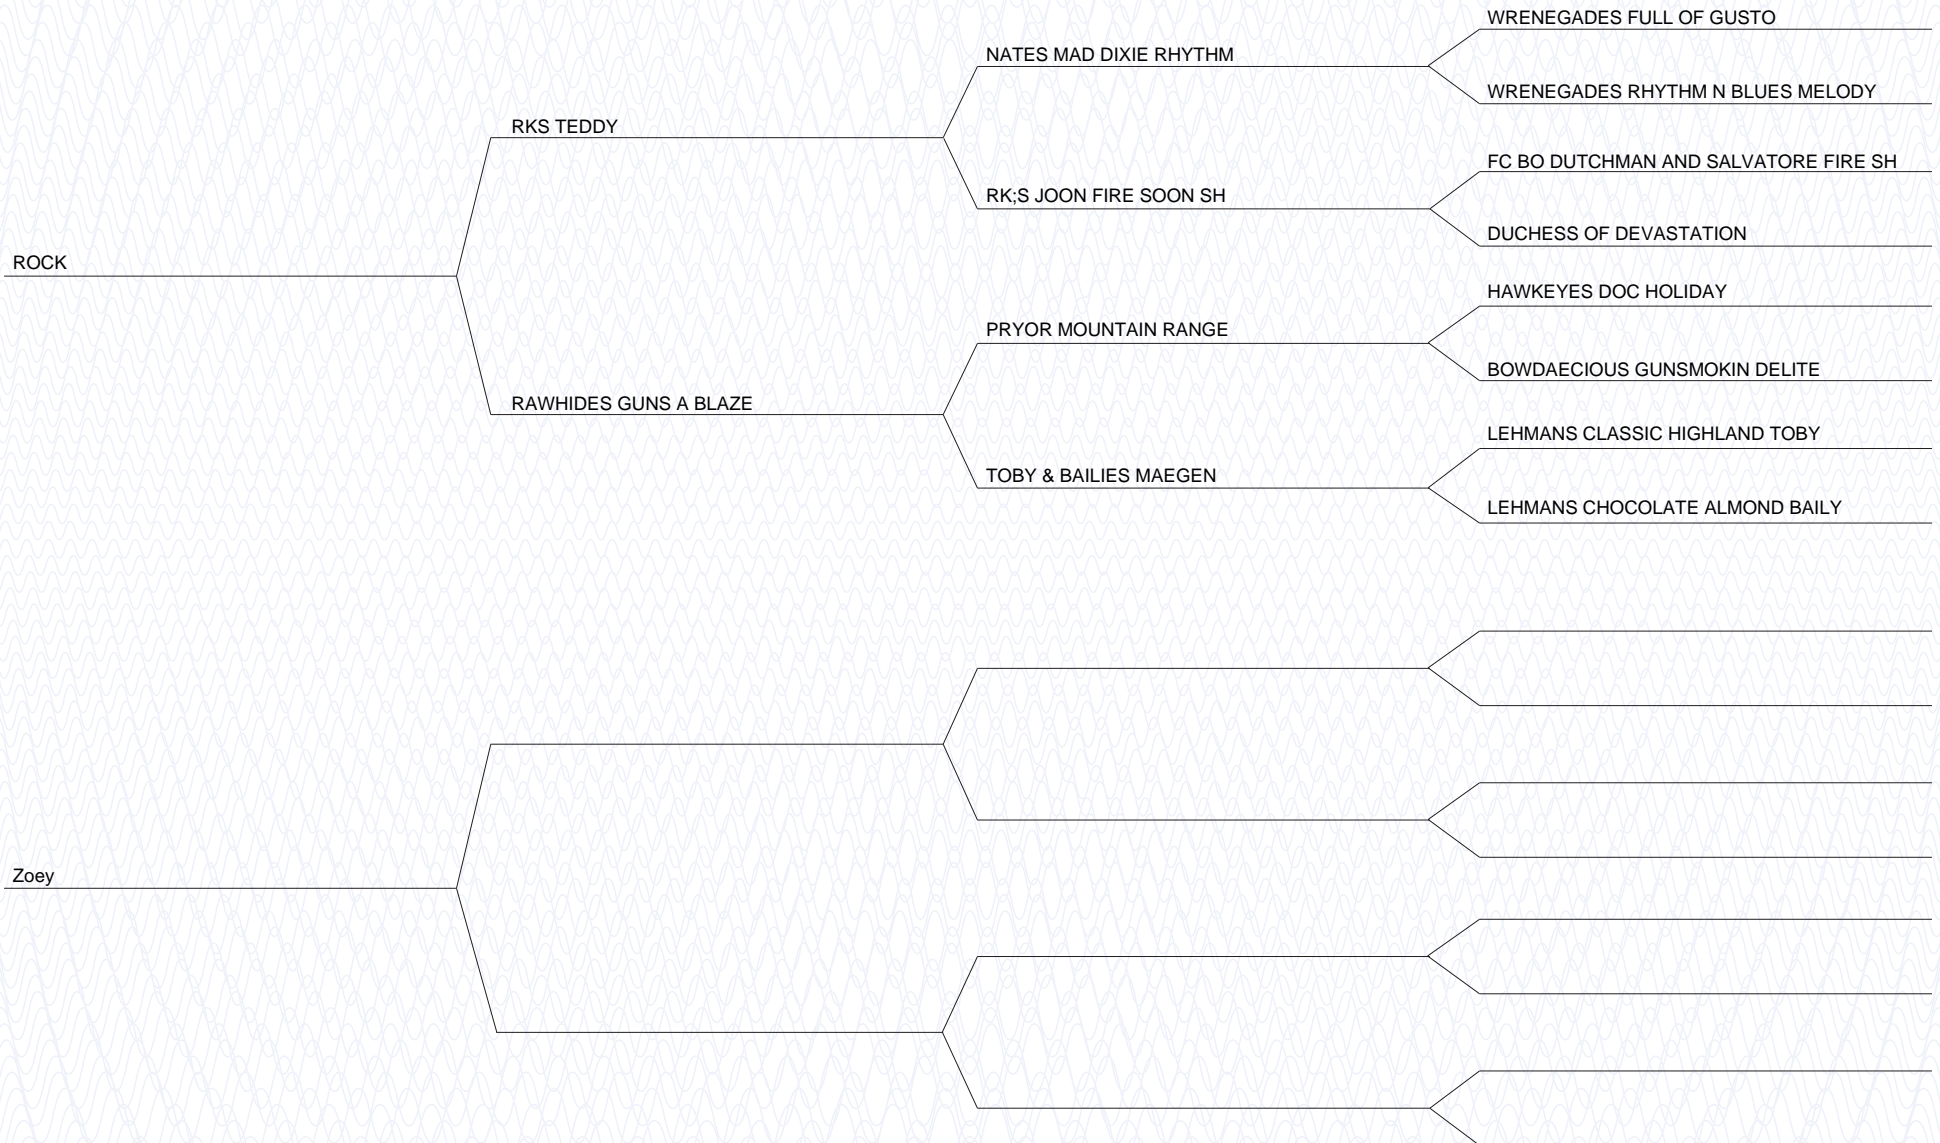 WRENEGADES FULL OF GUSTO
NATES MAD DIXIE RHYTHM
WRENEGADES RHYTHM N BLUES MELODY
RKS TEDDY
FC BO DUTCHMAN AND SALVATORE FIRE SH
RK;S JOON FIRE SOON SH
DUCHESS OF DEVASTATION
ROCK
HAWKEYES DOC HOLIDAY
PRYOR MOUNTAIN RANGE
BOWDAECIOUS GUNSMOKIN DELITE
RAWHIDES GUNS A BLAZE
LEHMANS CLASSIC HIGHLAND TOBY
TOBY & BAILIES MAEGEN
LEHMANS CHOCOLATE ALMOND BAILY
Zoey